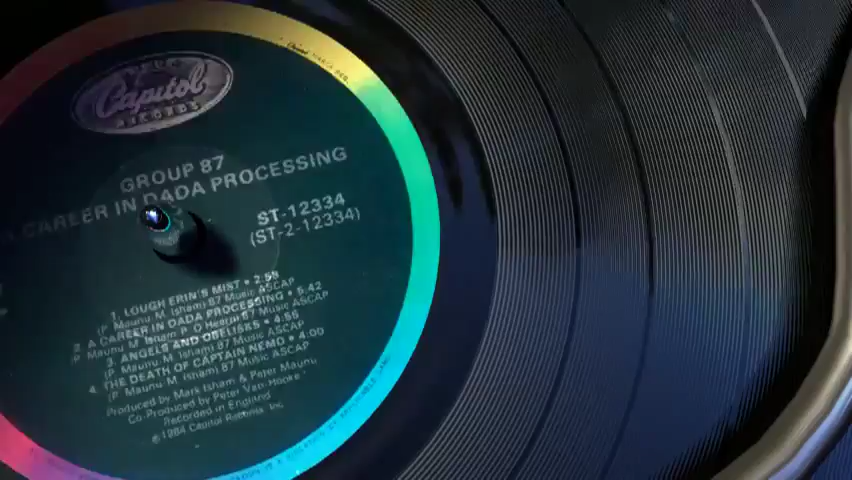 Capitol
RECORDS
GROUP 87
A CAREER IN DADA PROCESSING
ST-12334
(ST-2-12334)
1. LOUGH ERIN'S MIST • 2:58
(P. Maunu-M. Isham) 87 Music ASCAP
2. A CAREER IN DADA PROCESSING • 5:42
(P. Maunu-M. Isham-P. O'Hearn) 87 Music ASCAP
3. ANGELS AND OBELISKS • 4:56
(P. Maunu-M. Isham) 87 Music ASCAP
4. THE DEATH OF CAPTAIN NEMO • 4:00
(P. Maunu-M. Isham) 87 Music ASCAP
Produced by Mark Isham & Peter Maunu
Co-Produced by Peter Van-Hooke
Recorded in England
© 1984 Capitol Records, Inc.